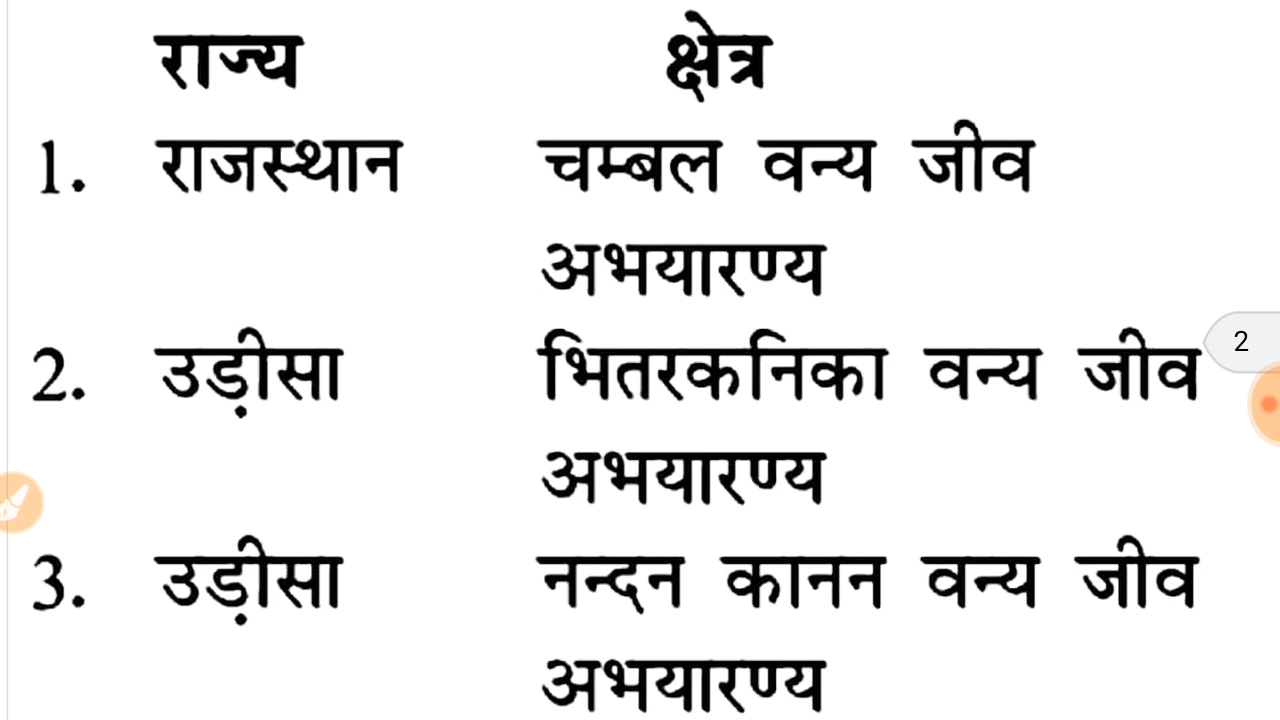 राज्य क्षेत्र
1. राजस्थान चम्बल वन्य जीव
अभयारण्य
2. उड़ीसा भितरकनिका वन्य जीव
2
अभयारण्य
3. उड़ीसा नन्दन कानन वन्य जीव
अभयारण्य